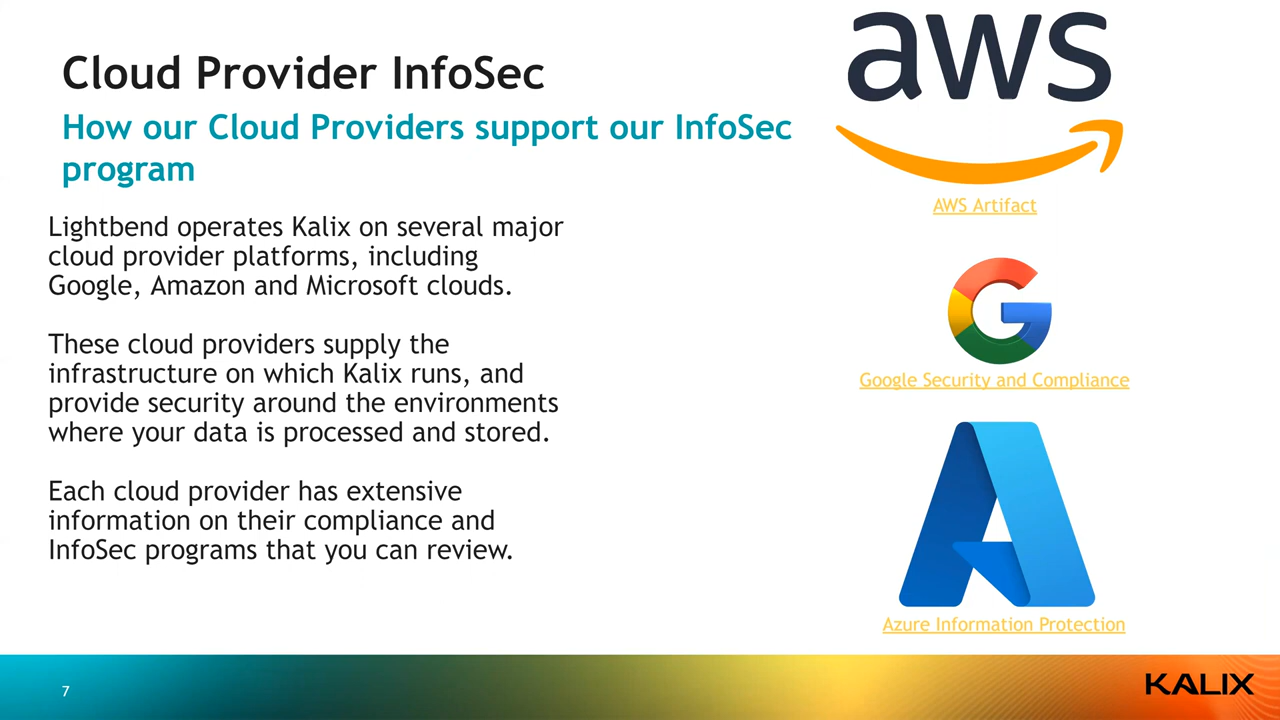 Cloud Provider InfoSec
How our Cloud Providers support our InfoSec
program
Lightbend operates Kalix on several major
cloud provider platforms, including
Google, Amazon and Microsoft clouds.
These cloud providers supply the
infrastructure on which Kalix runs, and
provide security around the environments
where your data is processed and stored.
Each cloud provider has extensive
information on their compliance and
InfoSec programs that you can review.
aws
AWS Artifact
G
Google Security and Compliance
Azure Information Protection
7
KALIX